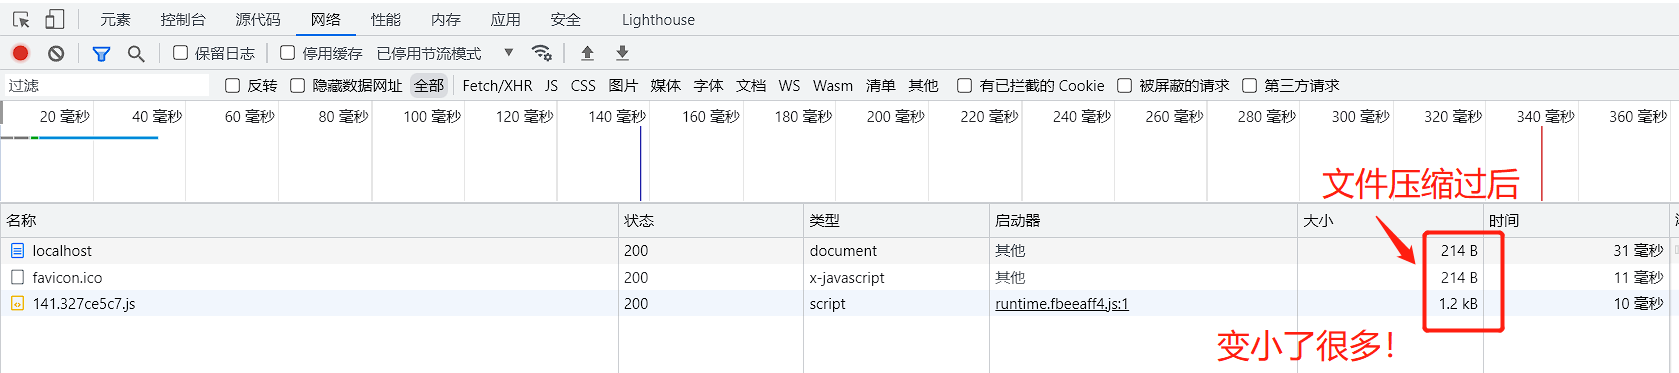 元素 控制台 源代码 网络 性能 内存 应用 安全 Lighthouse
保留日志 停用缓存 已停用节流模式
过滤 反转 隐藏数据网址 全部 Fetch/XHR JS CSS 图片 媒体 字体 文档 WS Wasm 清单 其他 有已拦截的 Cookie 被屏蔽的请求 第三方请求
20 毫秒 40 毫秒 60 毫秒 80 毫秒 100 毫秒 120 毫秒 140 毫秒 160 毫秒 180 毫秒 200 毫秒 220 毫秒 240 毫秒 260 毫秒 280 毫秒 300 毫秒 320 毫秒 340 毫秒 360 毫秒
文件压缩过后
名称 状态 类型 启动器 大小 时间
localhost 200 document 其他 214 B 31 毫秒
favicon.ico 200 x-javascript 其他 214 B 11 毫秒
141.327ce5c7.js 200 script runtime.fbeeaff4.js:1 1.2 kB 10 毫秒
变小了很多！